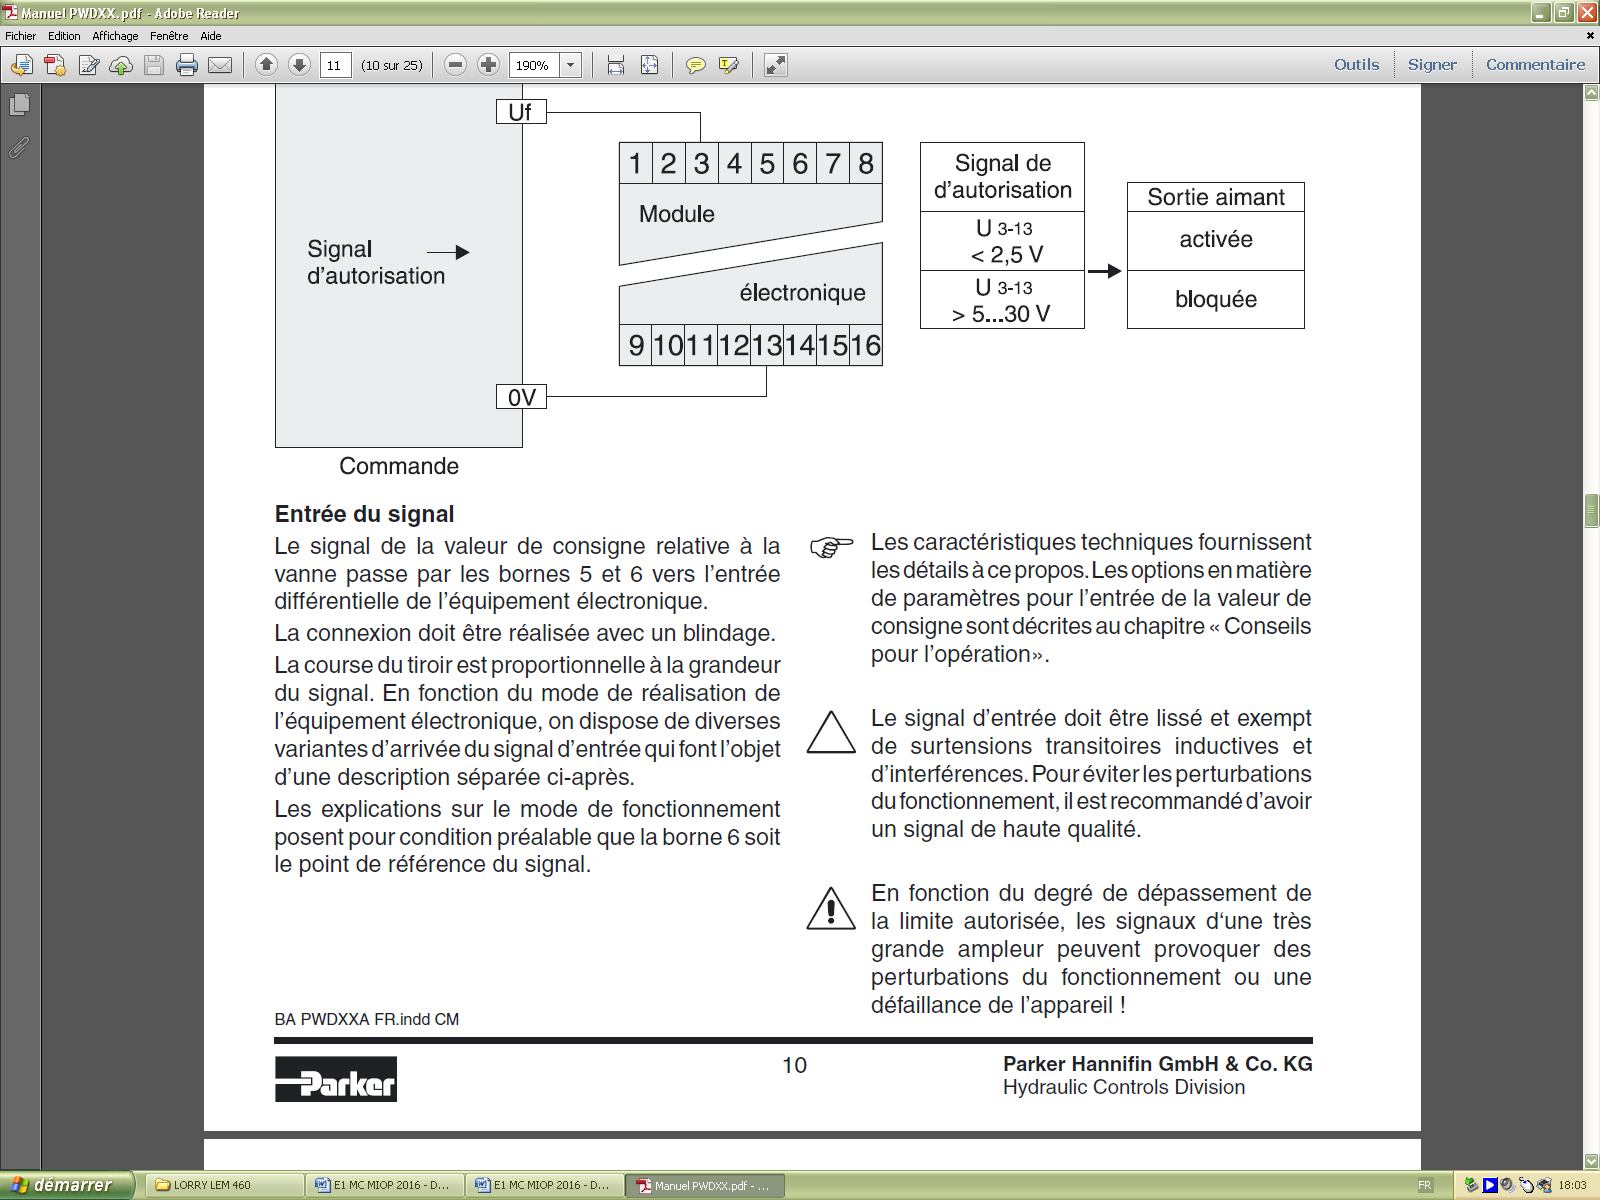 Manuel PWDXX.pdf - Adobe Reader
Fichier Edition Affichage Fenêtre Aide
11 (10 sur 25) 190% Outils Signer Commentaire
Uf
1 2 3 4 5 6 7 8
Module
électronique
9 10 11 12 13 14 15 16
Signal
d'autorisation
0V
Commande
Signal de
d'autorisation
U 3-13
< 2,5 V
U 3-13
> 5...30 V
Sortie aimant
activée
bloquée
Entrée du signal
Le signal de la valeur de consigne relative à la
vanne passe par les bornes 5 et 6 vers l'entrée
différentielle de l'équipement électronique.
La connexion doit être réalisée avec un blindage.
La course du tiroir est proportionnelle à la grandeur
du signal. En fonction du mode de réalisation de
l'équipement électronique, on dispose de diverses
variantes d'arrivée du signal d'entrée qui font l'objet
d'une description séparée ci-après.
Les explications sur le mode de fonctionnement
posent pour condition préalable que la borne 6 soit
le point de référence du signal.
Les caractéristiques techniques fournissent
les détails à ce propos. Les options en matière
de paramètres pour l'entrée de la valeur de
consigne sont décrites au chapitre « Conseils
pour l'opération».
Le signal d'entrée doit être lissé et exempt
de surtensions transitoires inductives et
d'interférences. Pour éviter les perturbations
du fonctionnement, il est recommandé d'avoir
un signal de haute qualité.
!
En fonction du degré de dépassement de
la limite autorisée, les signaux d'une très
grande ampleur peuvent provoquer des
perturbations du fonctionnement ou une
défaillance de l'appareil !
BA PWDXXA FR.indd CM
Parker
10
Parker Hannifin GmbH & Co. KG
Hydraulic Controls Division
démarrer LORRY LEM 460 E1 MC MIOP 2016 - D... E1 MC MIOP 2016 - D... Manuel PWDXX.pdf - ... FR 18:03